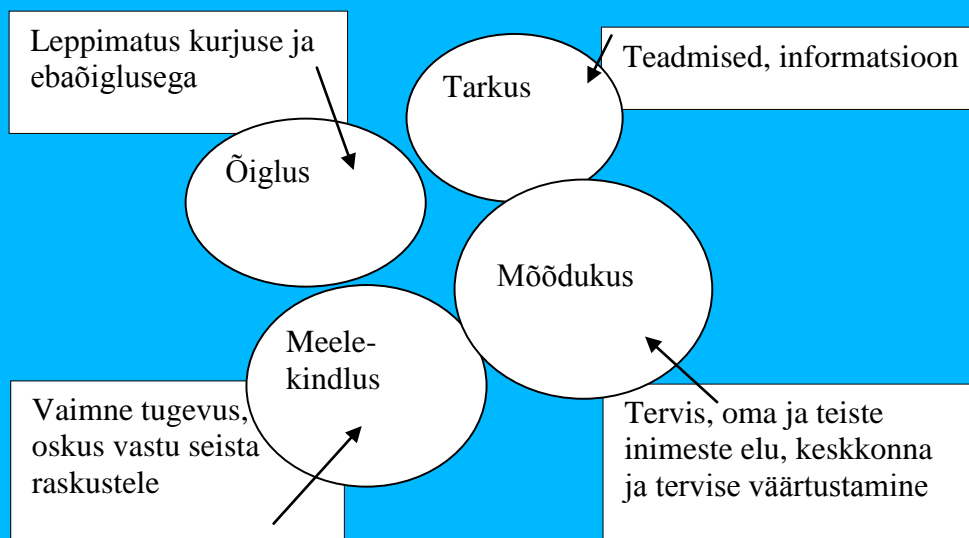 Leppimatus kurjuse ja
ebaõiglusega
Tarkus
Teadmised, informatsioon
Õiglus
Mõõdukus
Meele-
kindlus
Vaimne tugevus,
oskus vastu seista
raskustele
Tervis, oma ja teiste
inimeste elu, keskkonna
ja tervise väärtustamine